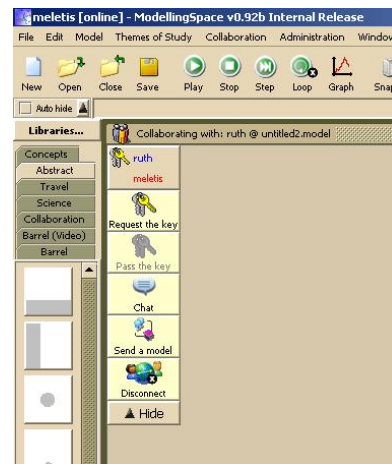 meletis [online] - ModellingSpace v0.92b Internal Release
File Edit Model Themes of Study Collaboration Administration Window
New Open Close Save Play Stop Step Loop Graph Snap
Auto hide
Libraries...
Collaborating with: ruth @ untitled2.model
Concepts
Abstract
Travel
Science
Collaboration
Barrel (Video)
Barrel
ruth
meletis
Request the key
Pass the key
Chat
Send a model
Disconnect
Hide